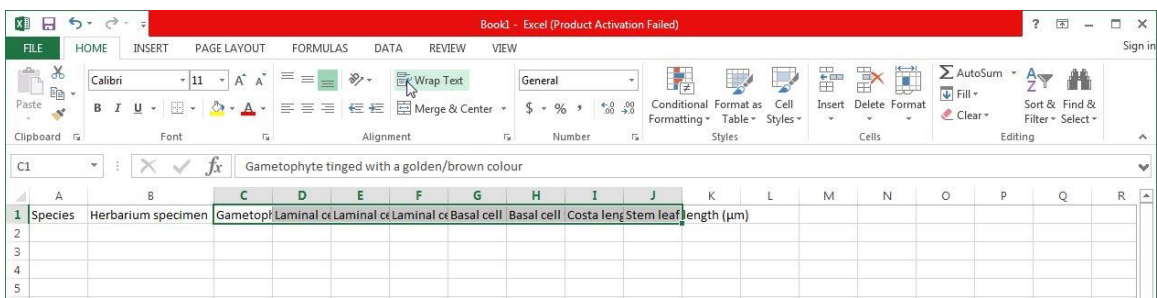 Book1 - Excel (Product Activation Failed)
FILE HOME INSERT PAGE LAYOUT FORMULAS DATA REVIEW VIEW Sign in
Paste
Clipboard
Calibri 11
B I U
Font
Wrap Text
Merge & Center
Alignment
General
$ % ,
Number
Conditional Formatting
Format as Table
Cell Styles
Styles
Insert Delete Format
Cells
AutoSum
Fill
Clear
Sort & Filter
Find & Select
Editing
C1 fx Gametophyte tinged with a golden/brown colour
A B C D E F G H I J K L M N O P Q R
1 Species Herbarium specimen Gametoph Laminal ce Laminal ce Laminal ce Basal cell Basal cell Costa leng Stem leaf length (µm)
2
3
4
5